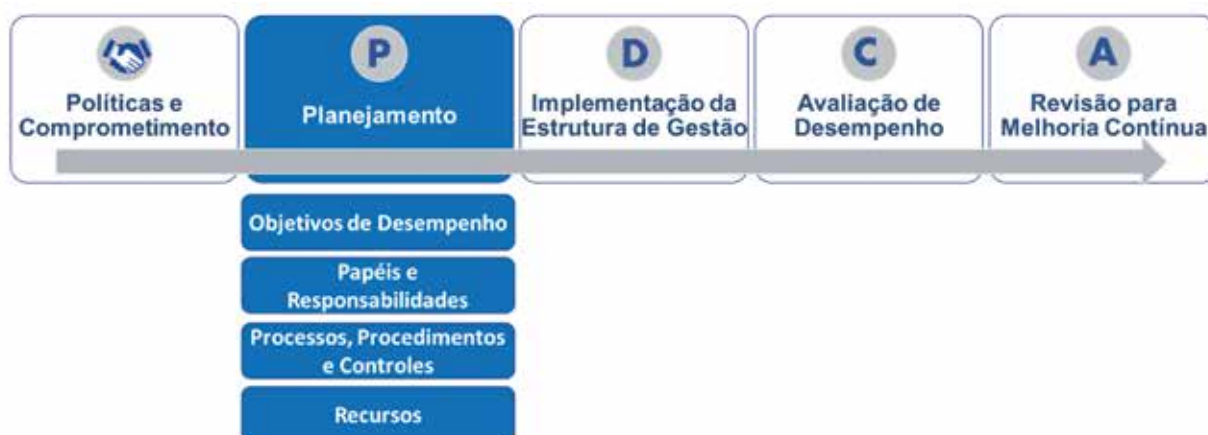 Políticas e
Comprometimento
P
Planejamento
D
Implementação da
Estrutura de Gestão
C
Avaliação de
Desempenho
A
Revisão para
Melhoria Contínua
Objetivos de Desempenho
Papéis e
Responsabilidades
Processos, Procedimentos
e Controles
Recursos